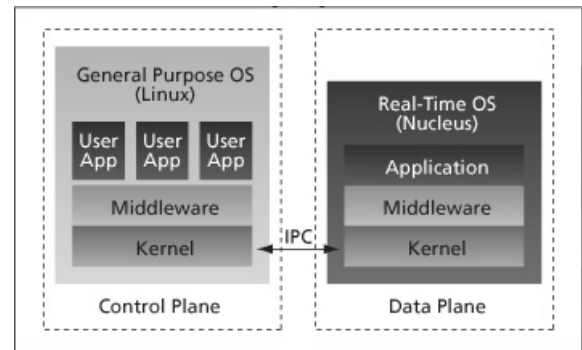 General Purpose OS
(Linux)
User
App
User
App
User
App
Middleware
Kernel
Control Plane
IPC
Real-Time OS
(Nucleus)
Application
Middleware
Kernel
Data Plane